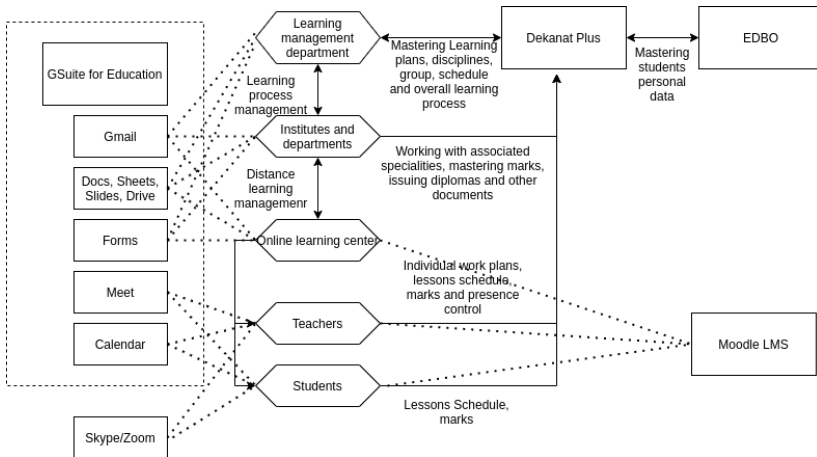 Learning
management
department
Dekanat Plus
EDBO
GSuite for Education
Mastering Learning
plans, disciplines,
group, schedule
and overall learning
process
Mastering
students
personal
data
Learning
process
management
Gmail
Institutes and
departments
Working with associated
specialities, mastering marks,
issuing diplomas and other
documents
Docs, Sheets,
Slides, Drive
Distance
learning
managemenr
Forms
Online learning center
Individual work plans,
lessons schedule,
marks and presence
control
Meet
Teachers
Calendar
Moodle LMS
Students
Lessons Schedule,
marks
Skype/Zoom